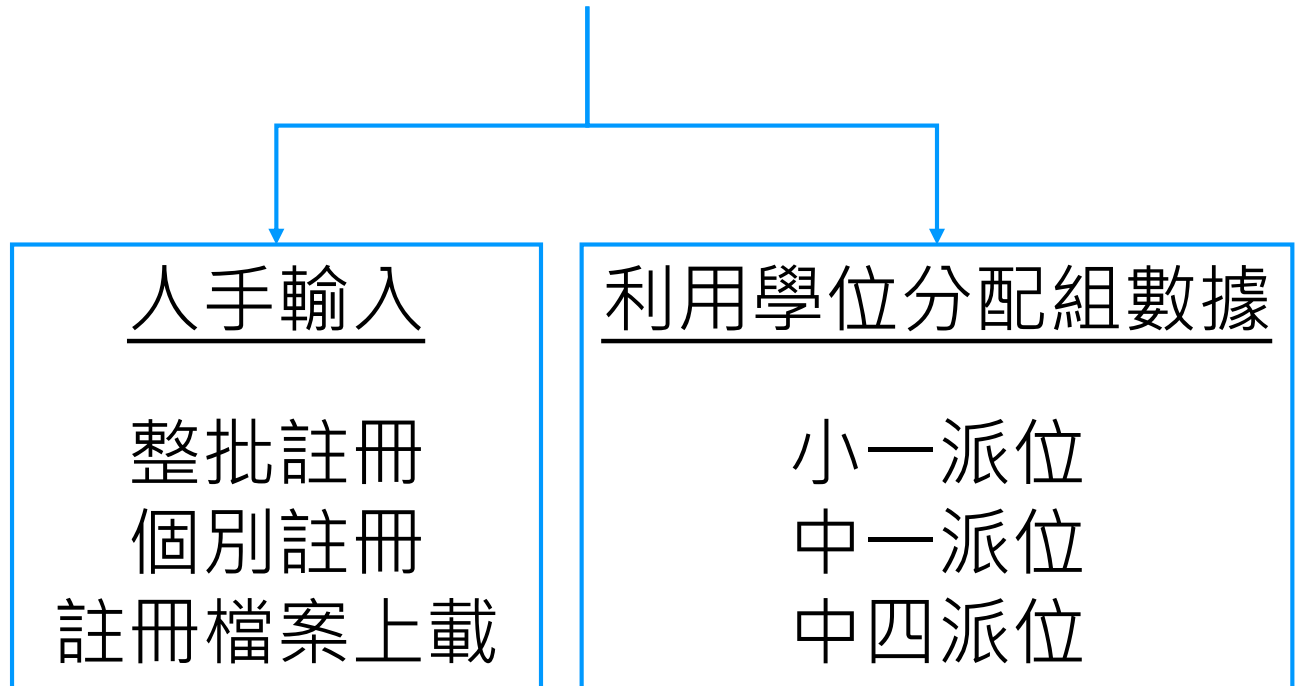 人手輸入
整批註冊
個別註冊
註冊檔案上載
利用學位分配組數據
小一派位
中一派位
中四派位